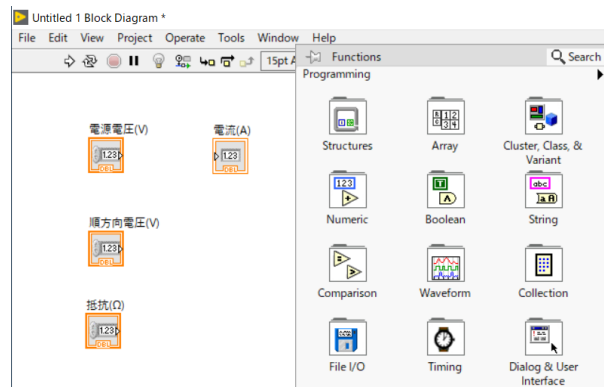 Untitled 1 Block Diagram *
File Edit View Project Operate Tools Window Help
15pt A
Functions
Search
Programming
電源電圧(V)
電流(A)
1.23
DBL
1.23
DBL
順方向電圧(V)
1.23
DBL
抵抗(Ω)
1.23
DBL
Structures
Array
Cluster, Class, &
Variant
123
abc
Numeric
Boolean
String
Comparison
Waveform
Collection
File I/O
Timing
Dialog & User
Interface